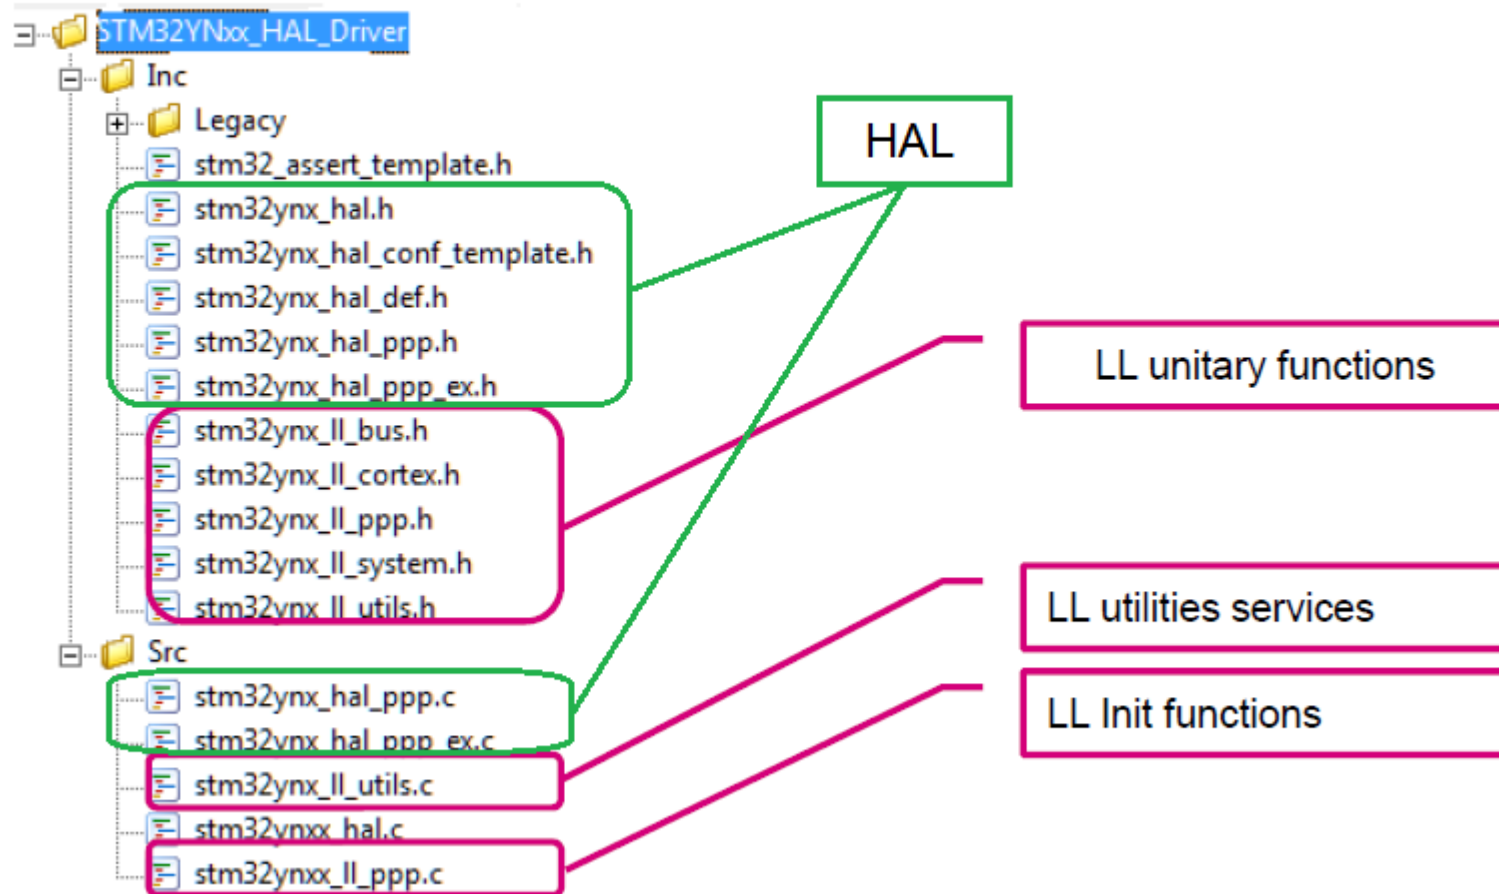 STM32YNxx_HAL_Driver
Inc
Legacy
stm32_assert_template.h
stm32ynx_hal.h
stm32ynx_hal_conf_template.h
stm32ynx_hal_def.h
stm32ynx_hal_ppp.h
stm32ynx_hal_ppp_ex.h
stm32ynx_ll_bus.h
stm32ynx_ll_cortex.h
stm32ynx_ll_ppp.h
stm32ynx_ll_system.h
stm32ynx_ll_utils.h
Src
stm32ynx_hal_ppp.c
stm32ynx_hal_ppp_ex.c
stm32ynx_ll_utils.c
stm32ynxx_hal.c
stm32ynxx_ll_ppp.c
HAL
LL unitary functions
LL utilities services
LL Init functions